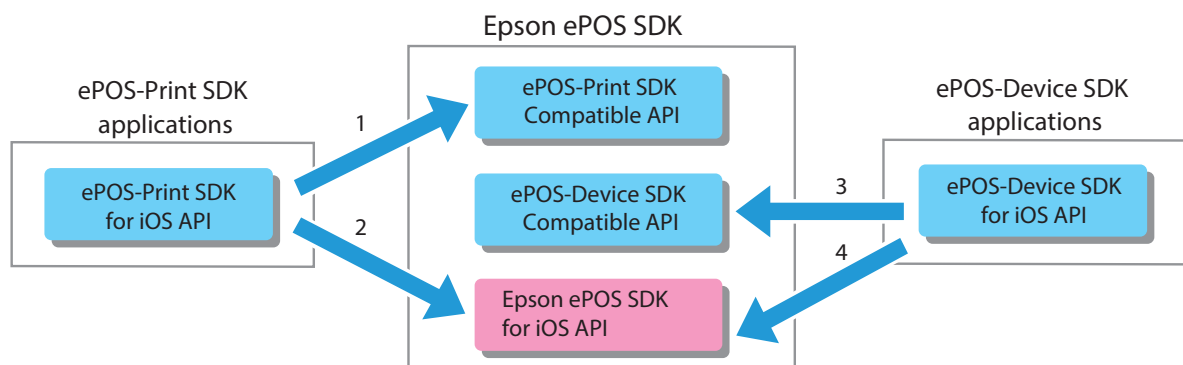 Epson ePOS SDK
ePOS-Print SDK
applications
ePOS-Print SDK
for iOS API
1
2
ePOS-Print SDK
Compatible API
ePOS-Device SDK
Compatible API
Epson ePOS SDK
for iOS API
3
4
ePOS-Device SDK
applications
ePOS-Device SDK
for iOS API